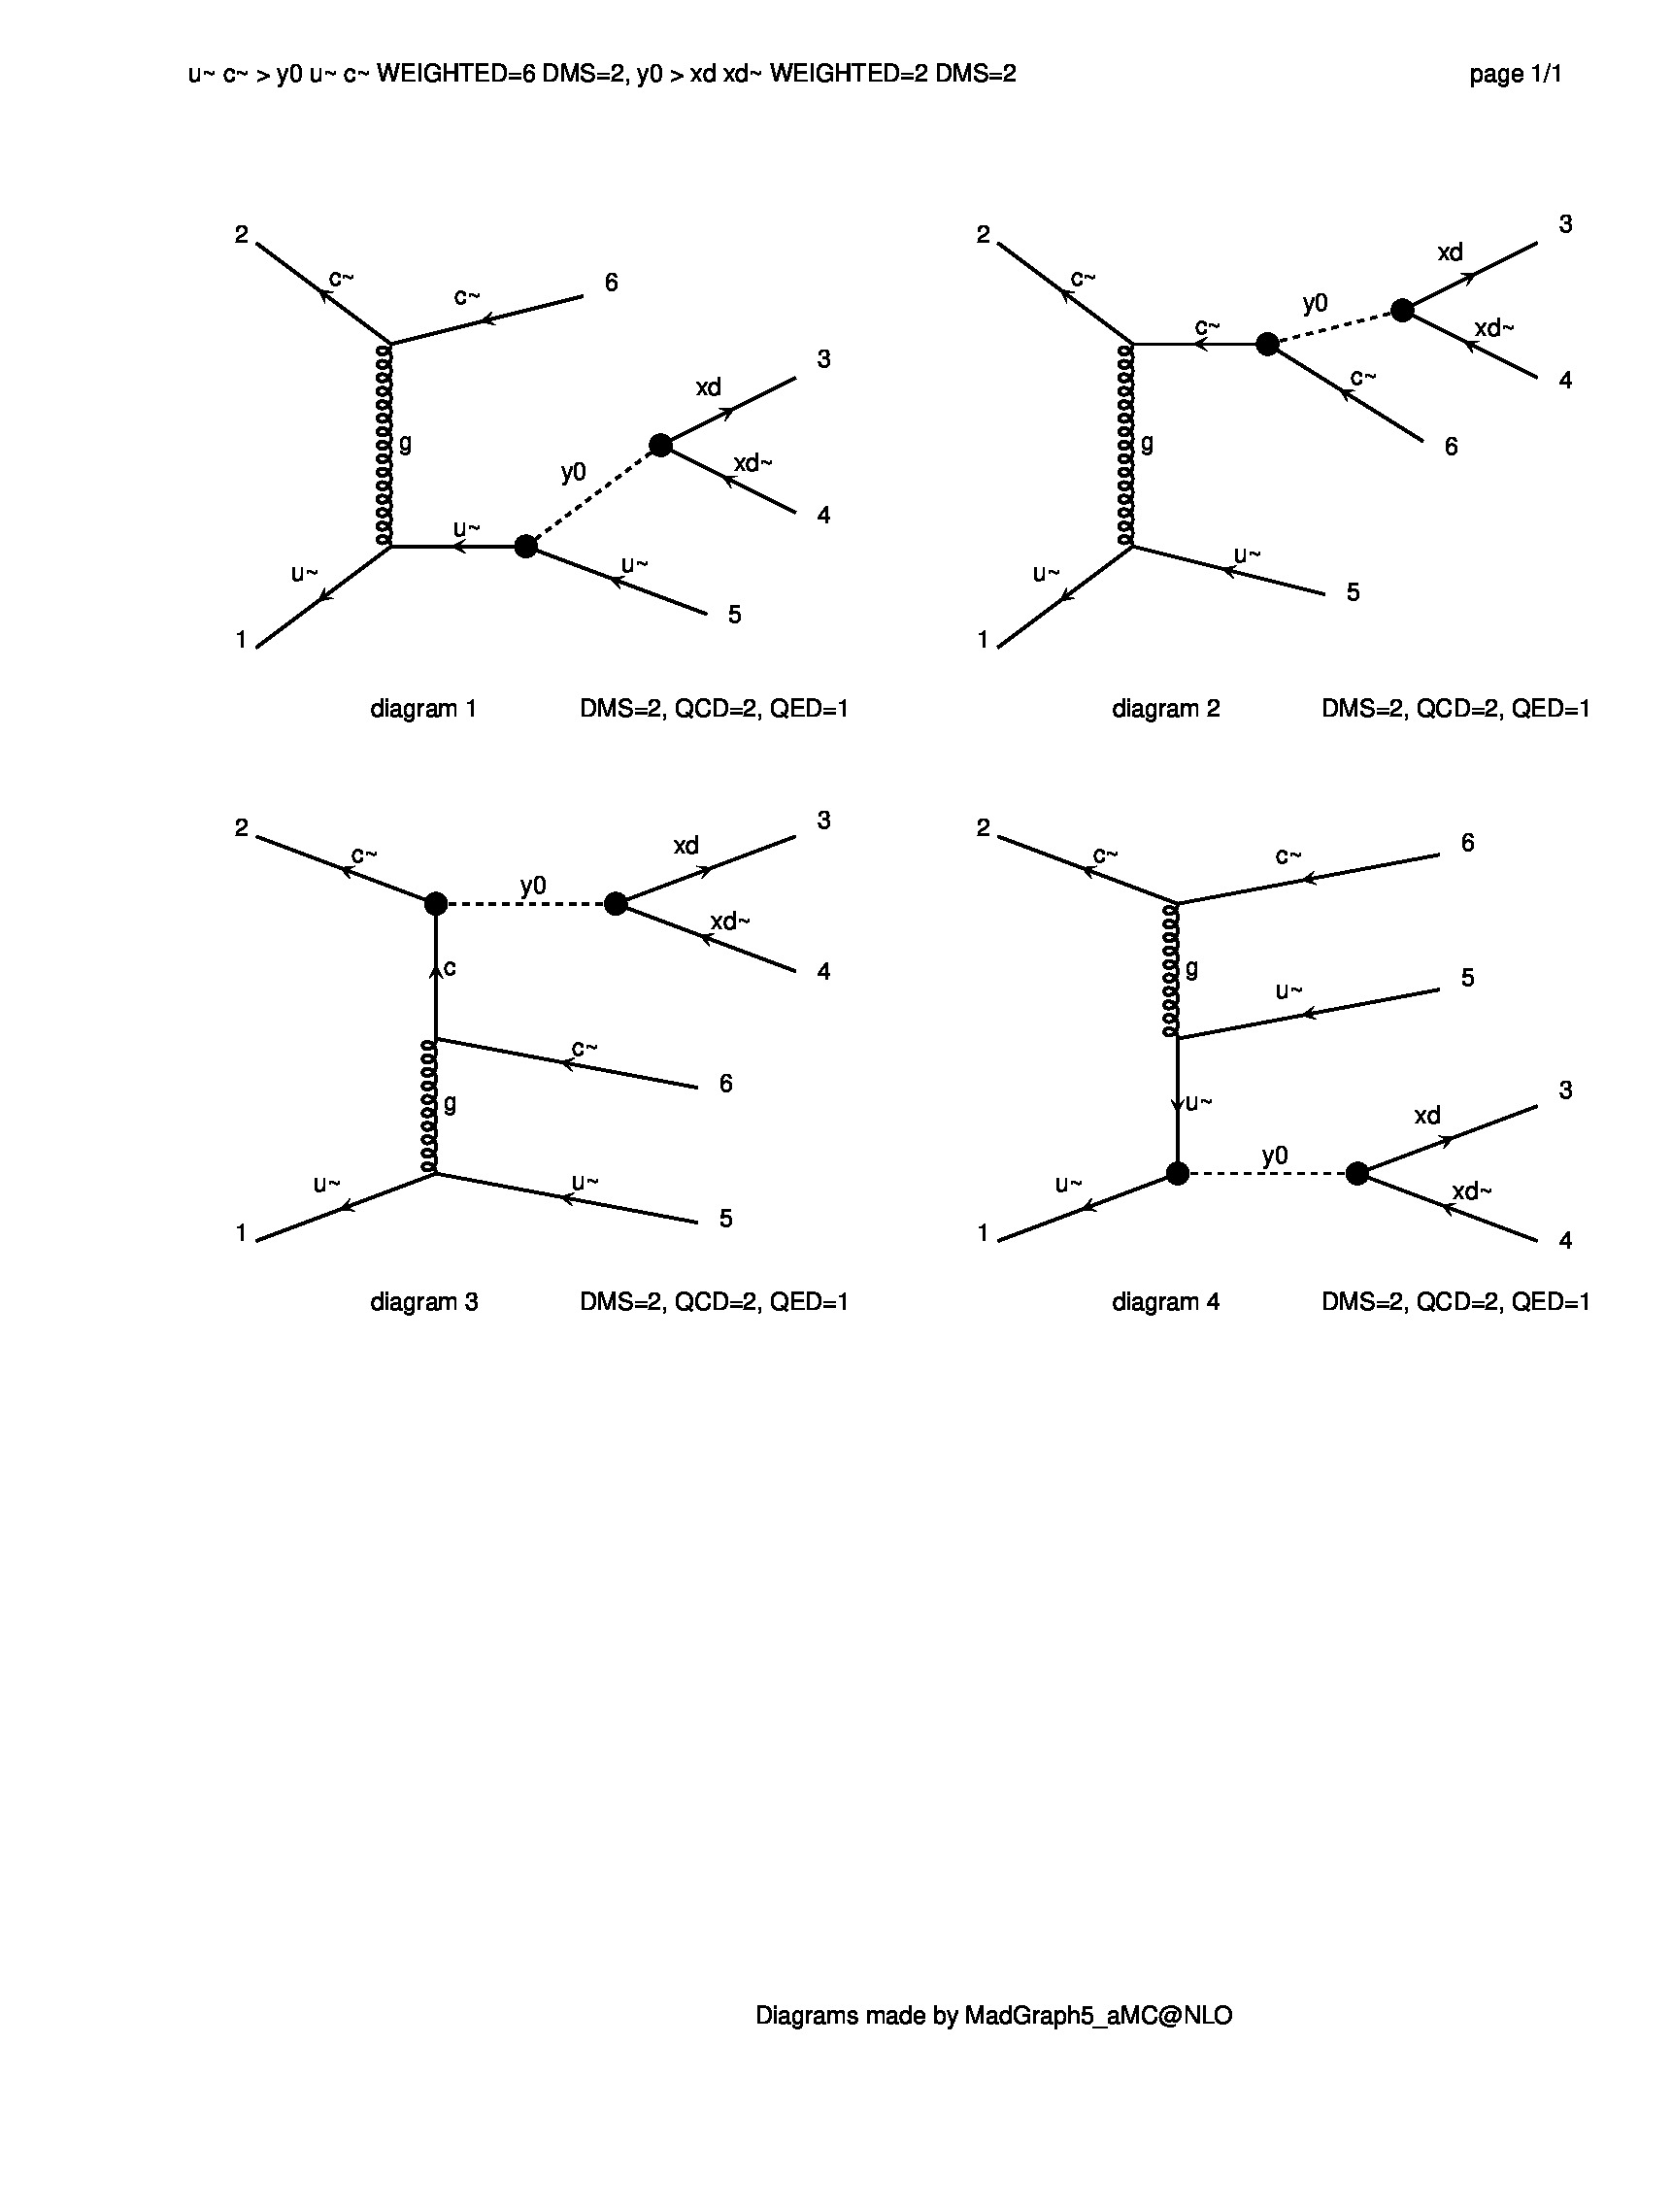 u~ c~ > y0 u~ c~ WEIGHTED=6 DMS=2, y0 > xd xd~ WEIGHTED=2 DMS=2 page 1/1
2
c~
c~
6
g
u~
1
u~
y0
xd
3
xd~
4
u~
5
diagram 1 DMS=2, QCD=2, QED=1
2
c~
c~
y0
xd
3
xd~
4
c~
6
g
u~
1
u~
5
diagram 2 DMS=2, QCD=2, QED=1
2
c~
y0
xd
3
xd~
4
c
c~
6
g
u~
1
u~
5
diagram 3 DMS=2, QCD=2, QED=1
2
c~
c~
6
g
u~
5
u~
u~
1
y0
xd
3
xd~
4
diagram 4 DMS=2, QCD=2, QED=1
Diagrams made by MadGraph5_aMC@NLO